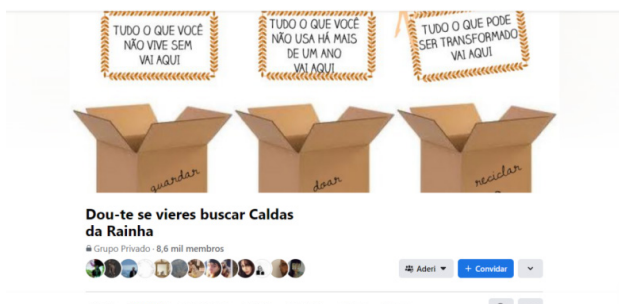 TUDO O QUE VOCÊ
NÃO VIVE SEM
VAI AQUI
TUDO O QUE VOCÊ
NÃO USA HÁ MAIS
DE UM ANO
VAI AQUI
TUDO O QUE PODE
SER TRANSFORMADO
VAI AQUI
guardar
doar
reciclar
Dou-te se vieres buscar Caldas
da Rainha
Grupo Privado · 8,6 mil membros
Aderi
+ Convidar